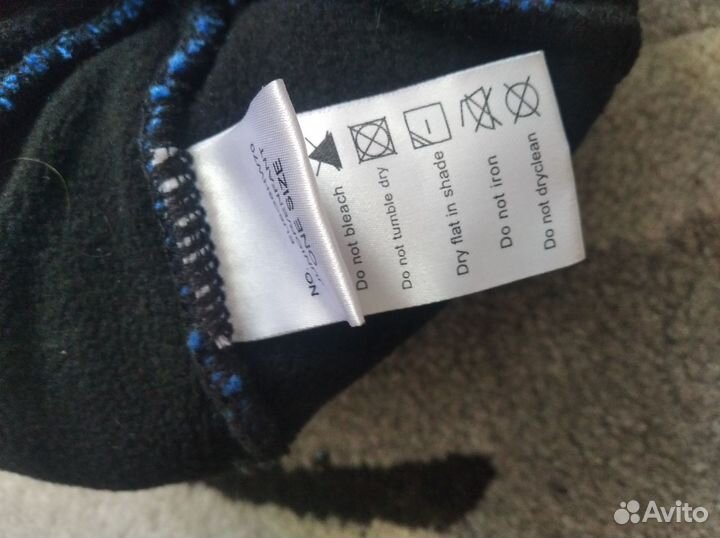 Do not bleach
Do not tumble dry
Dry flat in shade
Do not iron
Do not dryclean
ONE SIZE
NO
Avito